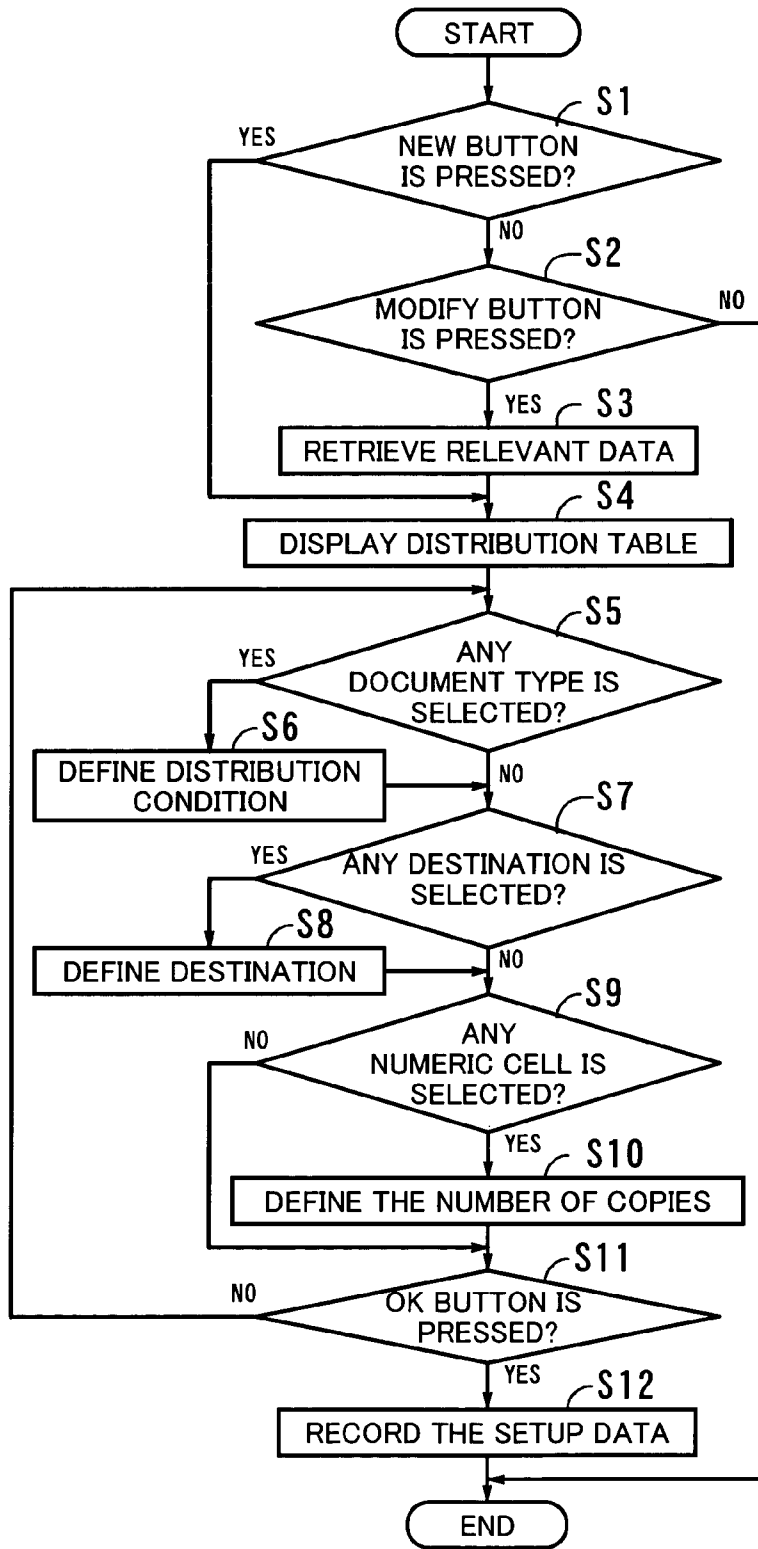 START
S1
YES
NEW BUTTON
IS PRESSED?
NO
S2
NO
MODIFY BUTTON
IS PRESSED?
YES
S3
RETRIEVE RELEVANT DATA
S4
DISPLAY DISTRIBUTION TABLE
S5
YES
ANY
DOCUMENT TYPE IS
SELECTED?
S6
NO
DEFINE DISTRIBUTION
CONDITION
S7
YES
ANY DESTINATION IS
SELECTED?
S8
NO
DEFINE DESTINATION
S9
NO
ANY
NUMERIC CELL IS
SELECTED?
YES
S10
DEFINE THE NUMBER OF COPIES
S11
NO
OK BUTTON IS
PRESSED?
YES
S12
RECORD THE SETUP DATA
END